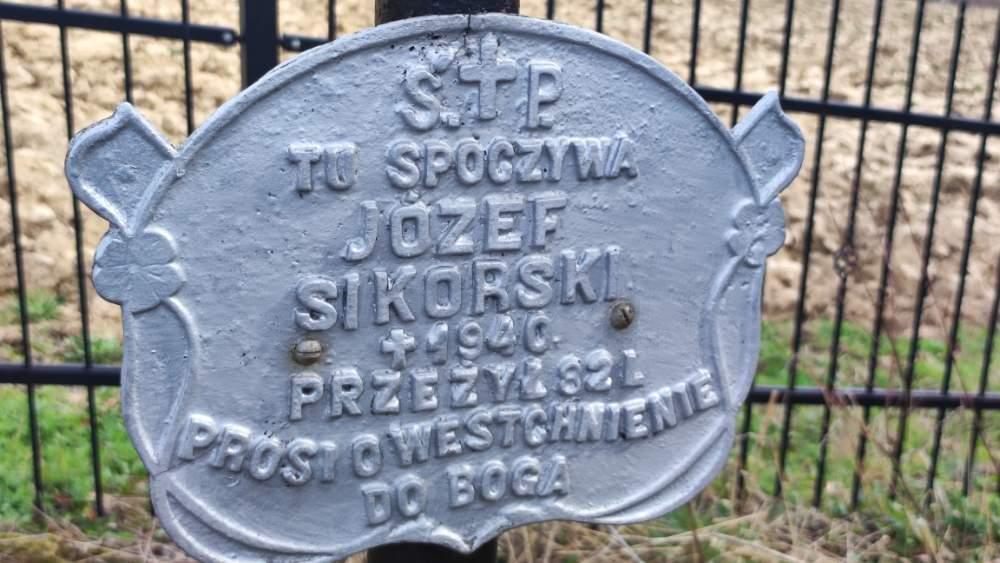 Ś.†P.
TU SPOCZYWA
JÓZEF
SIKORSKI
† 1940.
PRZEŻYŁ 82 L
PROSI O WESTCHNIENIE
DO BOGA